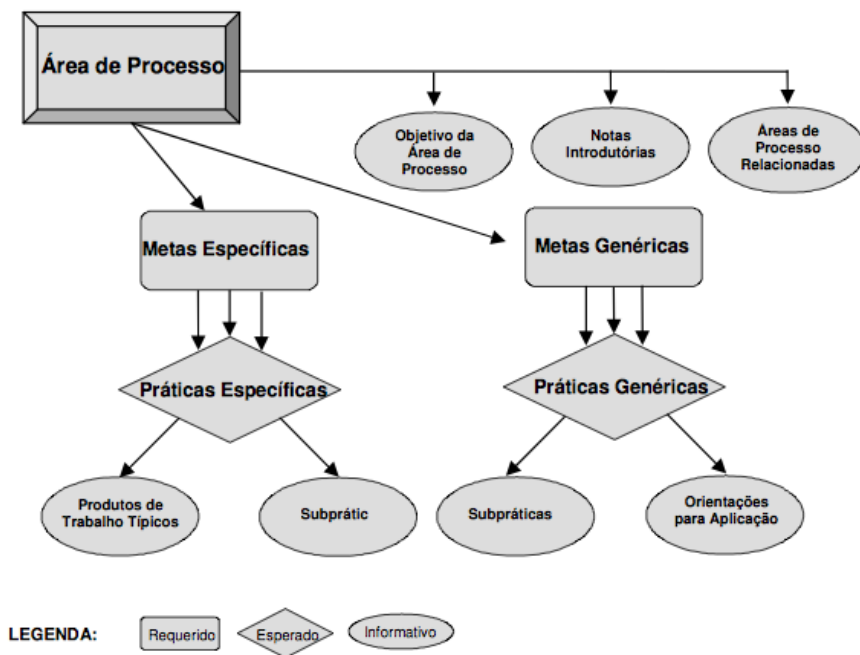 Área de Processo
Objetivo da
Área de
Processo
Notas
Introdutórias
Áreas de
Processo
Relacionadas
Metas Específicas
Metas Genéricas
Práticas Específicas
Práticas Genéricas
Produtos de
Trabalho Típicos
Subprátic
Subpráticas
Orientações
para Aplicação
LEGENDA:
Requerido
Esperado
Informativo